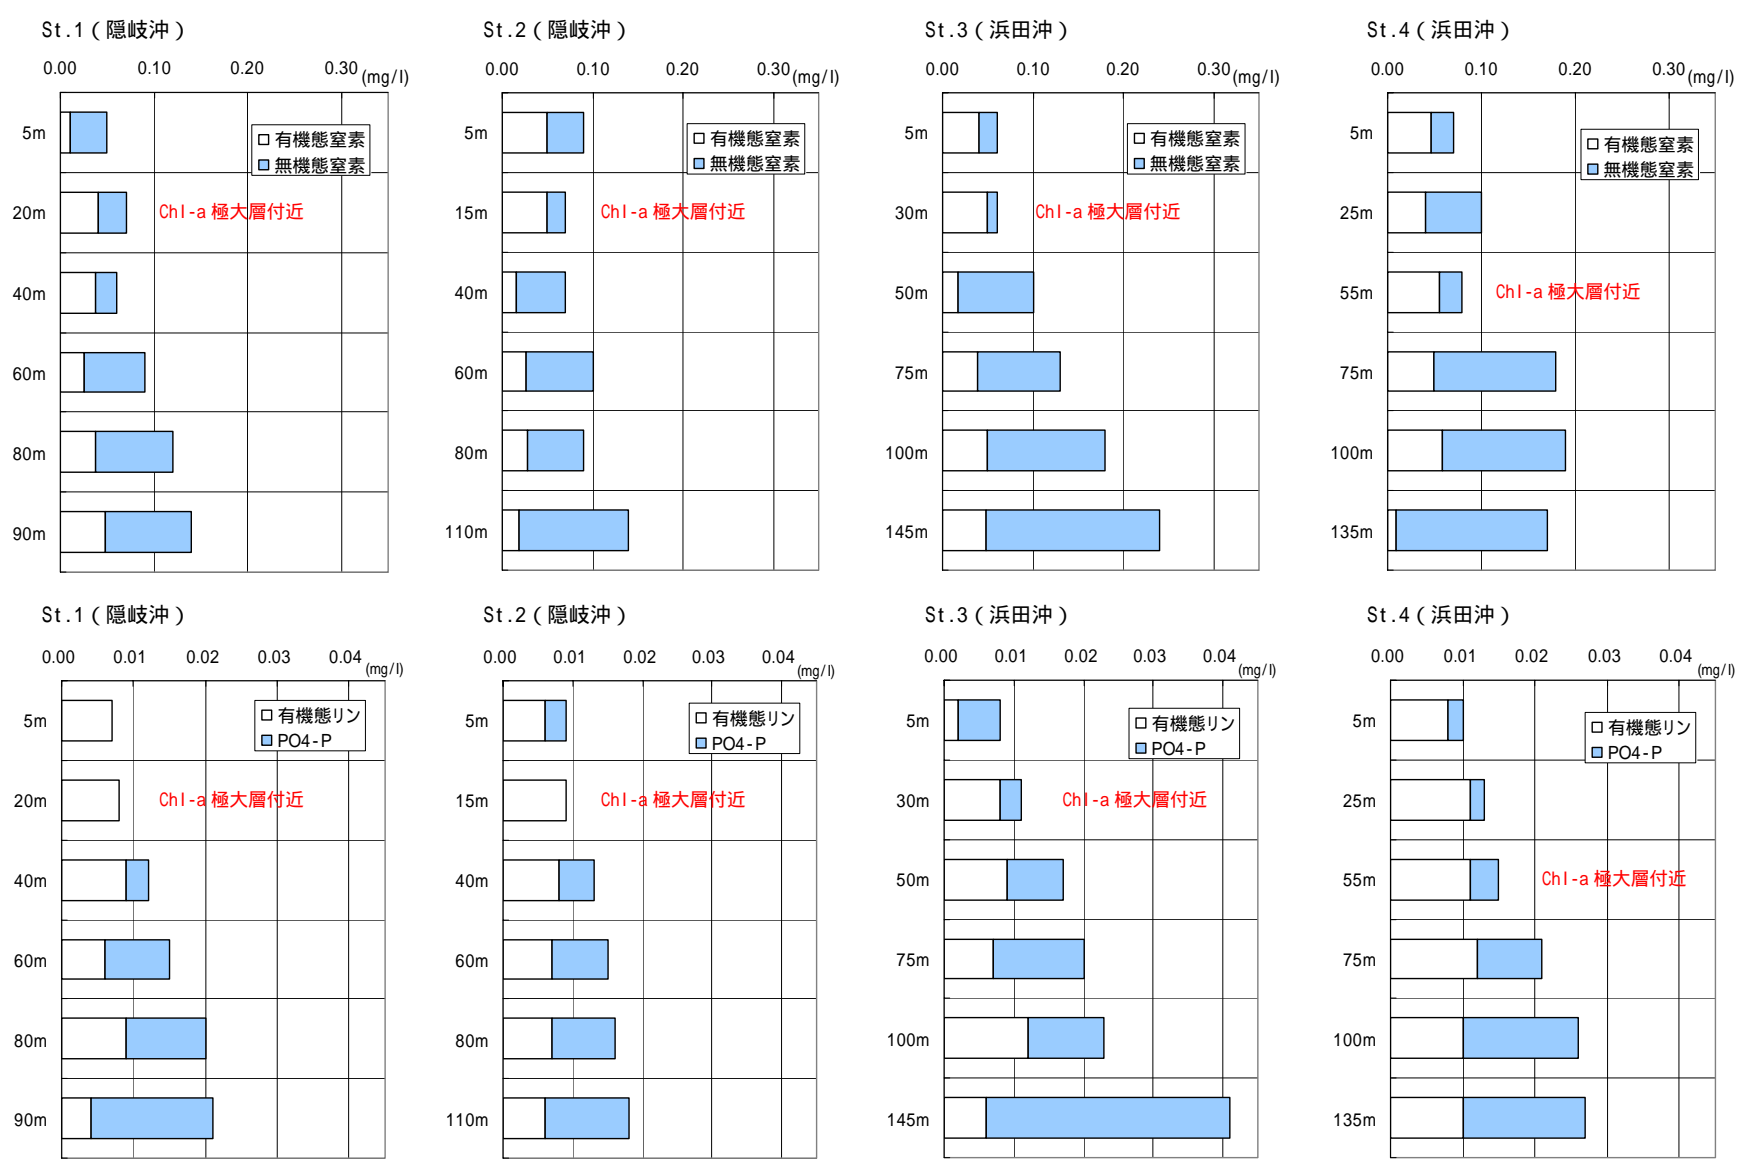 St.1（隠岐沖）
0.00 0.10 0.20 0.30 (mg/l)
5m
20m
40m
60m
80m
90m
有機態窒素
無機態窒素
Chl-a 極大層付近
St.2（隠岐沖）
0.00 0.10 0.20 0.30 (mg/l)
5m
15m
40m
60m
80m
110m
有機態窒素
無機態窒素
Chl-a 極大層付近
St.3（浜田沖）
0.00 0.10 0.20 0.30 (mg/l)
5m
30m
50m
75m
100m
145m
有機態窒素
無機態窒素
Chl-a 極大層付近
St.4（浜田沖）
0.00 0.10 0.20 0.30 (mg/l)
5m
25m
55m
75m
100m
135m
有機態窒素
無機態窒素
Chl-a 極大層付近
St.1（隠岐沖）
0.00 0.01 0.02 0.03 0.04 (mg/l)
5m
20m
40m
60m
80m
90m
有機態リン
PO4-P
Chl-a 極大層付近
St.2（隠岐沖）
0.00 0.01 0.02 0.03 0.04 (mg/l)
5m
15m
40m
60m
80m
110m
有機態リン
PO4-P
Chl-a 極大層付近
St.3（浜田沖）
0.00 0.01 0.02 0.03 0.04 (mg/l)
5m
30m
50m
75m
100m
145m
有機態リン
PO4-P
Chl-a 極大層付近
St.4（浜田沖）
0.00 0.01 0.02 0.03 0.04 (mg/l)
5m
25m
55m
75m
100m
135m
有機態リン
PO4-P
Chl-a 極大層付近